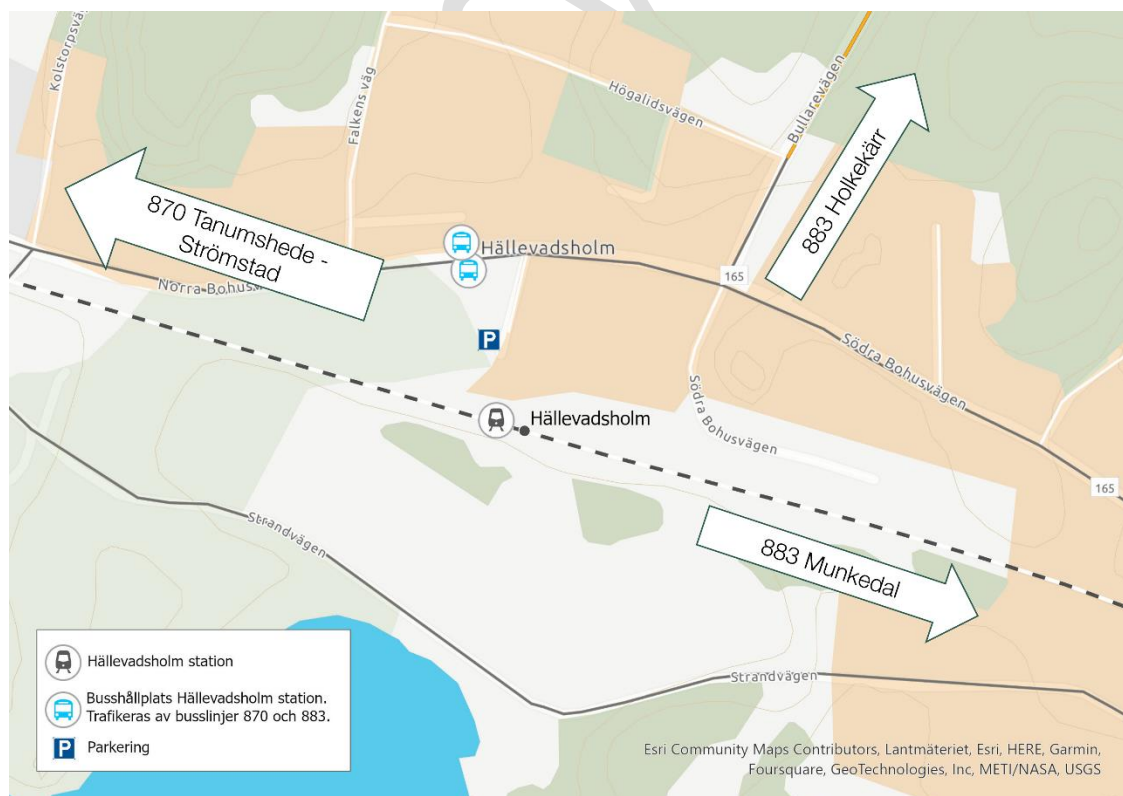 Kolstorpsväg
Falkens väg
Högalidsvägen
Bullarevägen
883 Holkekärr
870 Tanumshede -
Strömstad
Hällevadsholm
Norra Bohusv
165
Södra Bohusvägen
P
Södra Bohusvägen
Hällevadsholm
165
Strandvägen
883 Munkedal
Strandvägen
Hällevadsholm station
Busshållplats Hällevadsholm station.
Trafikeras av busslinjer 870 och 883.
P Parkering
Esri Community Maps Contributors, Lantmäteriet, Esri, HERE, Garmin,
Foursquare, GeoTechnologies, Inc, METI/NASA, USGS